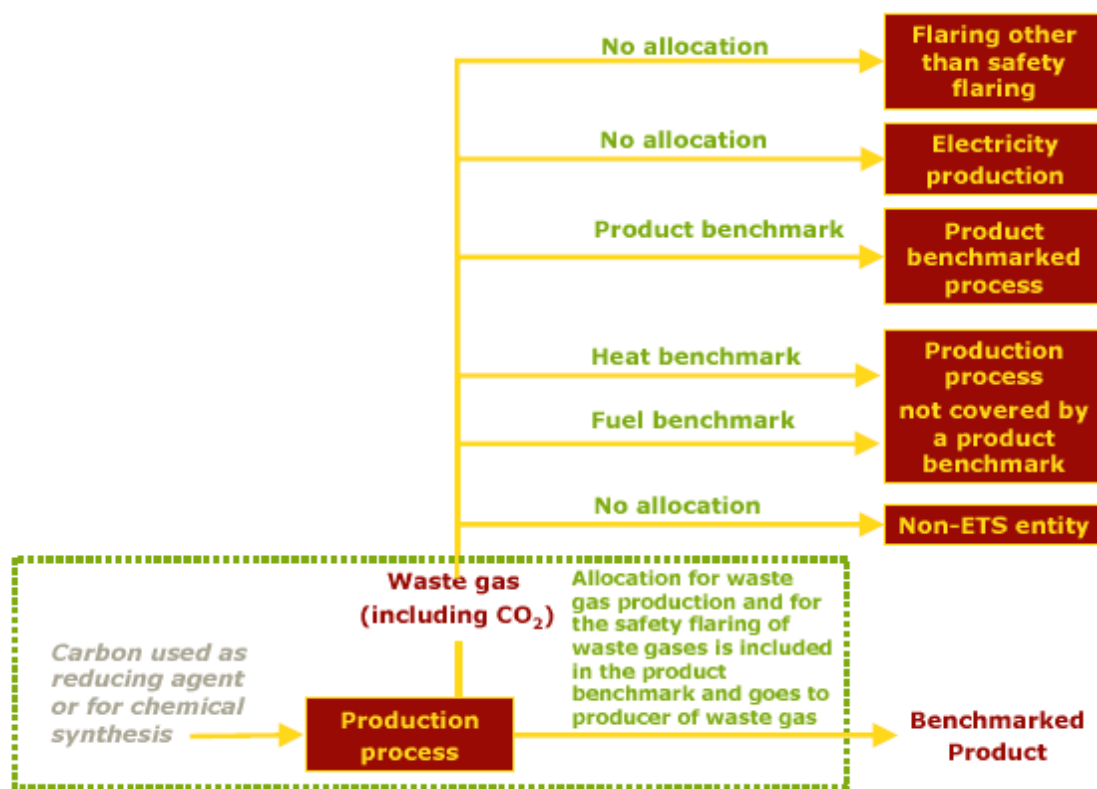 No allocation
Flaring other
than safety
flaring
No allocation
Electricity
production
Product benchmark
Product
benchmarked
process
Heat benchmark
Production
process
not covered by
a product
benchmark
Fuel benchmark
No allocation
Non-ETS entity
Waste gas
(including CO₂)
Allocation for waste
gas production and for
the safety flaring of
waste gases is included
in the product
benchmark and goes to
producer of waste gas
Carbon used as
reducing agent
or for chemical
synthesis
Production
process
Benchmarked
Product